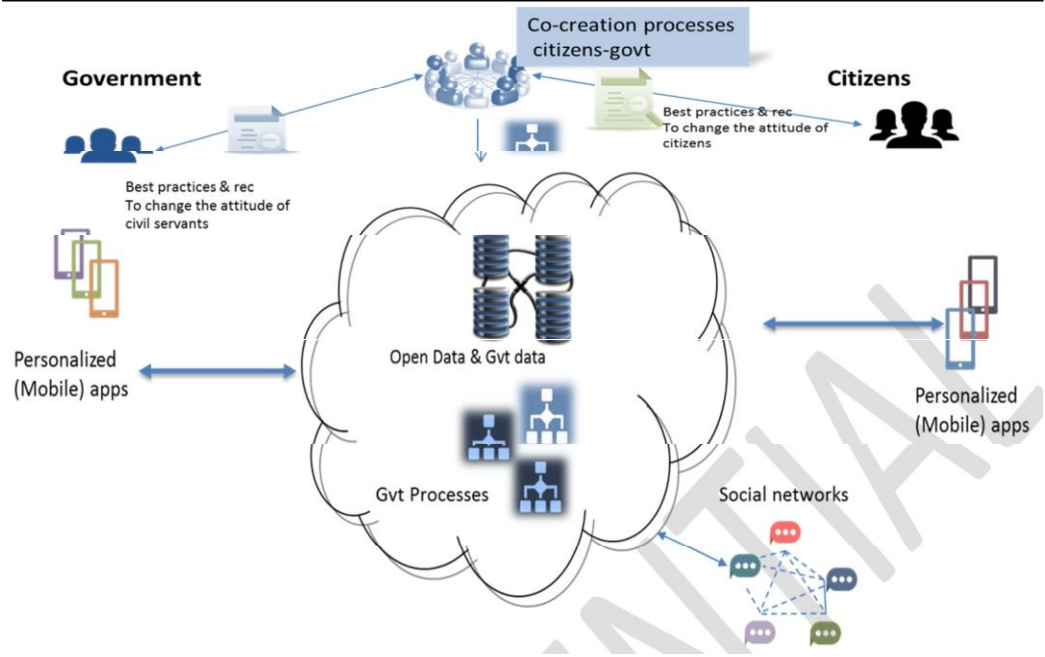 Co-creation processes
citizens-govt
Government
Citizens
Best practices & rec
To change the attitude of
citizens
Best practices & rec
To change the attitude of
civil servants
Open Data & Gvt data
Personalized
(Mobile) apps
Personalized
(Mobile) apps
Gvt Processes
Social networks
NTIAL